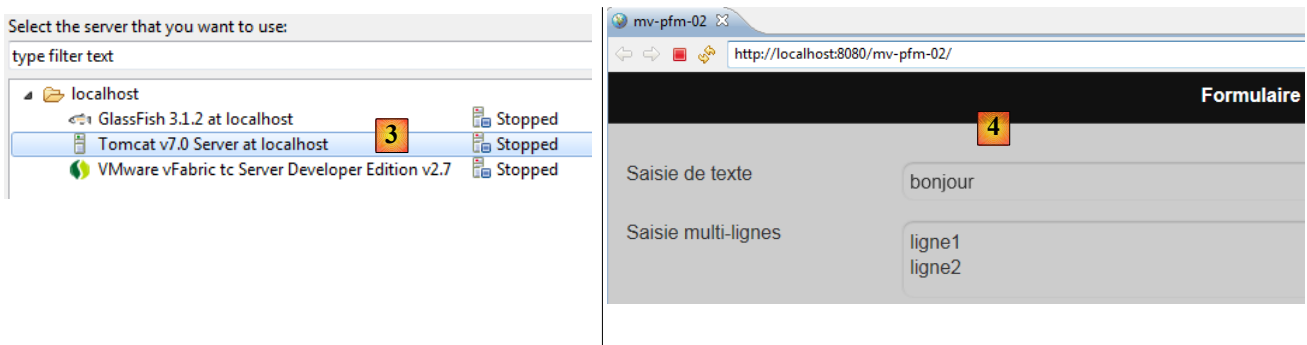 Select the server that you want to use:
type filter text
localhost
GlassFish 3.1.2 at localhost Stopped
Tomcat v7.0 Server at localhost 3 Stopped
VMware vFabric tc Server Developer Edition v2.7 Stopped
mv-pfm-02
http://localhost:8080/mv-pfm-02/
Formulaire
4
Saisie de texte bonjour
Saisie multi-lignes ligne1
ligne2